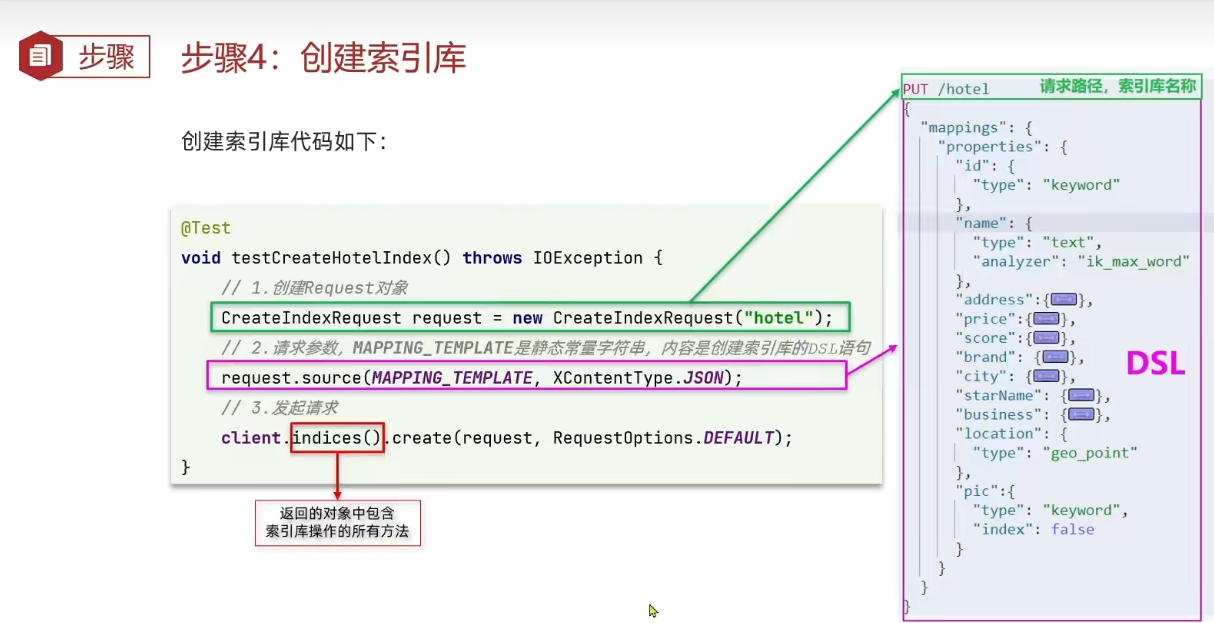 步骤
步骤4：创建索引库
创建索引库代码如下：
@Test
void testCreateHotelIndex() throws IOException {
// 1.创建Request对象
CreateIndexRequest request = new CreateIndexRequest("hotel");
// 2.请求参数，MAPPING_TEMPLATE是静态常量字符串，内容是创建索引库的DSL语句
request.source(MAPPING_TEMPLATE, XContentType.JSON);
// 3.发起请求
client.indices().create(request, RequestOptions.DEFAULT);
}
返回的对象中包含
索引库操作的所有方法
PUT /hotel
请求路径，索引库名称
{
"mappings": {
"properties": {
"id": {
"type": "keyword"
},
"name": {
"type": "text",
"analyzer": "ik_max_word"
},
"address":{},
"price":{},
"score":{},
"brand": {},
"city": {},
"starName": {},
"business": {},
"location": {
"type": "geo_point"
},
"pic":{
"type": "keyword",
"index": false
}
}
}
}
DSL